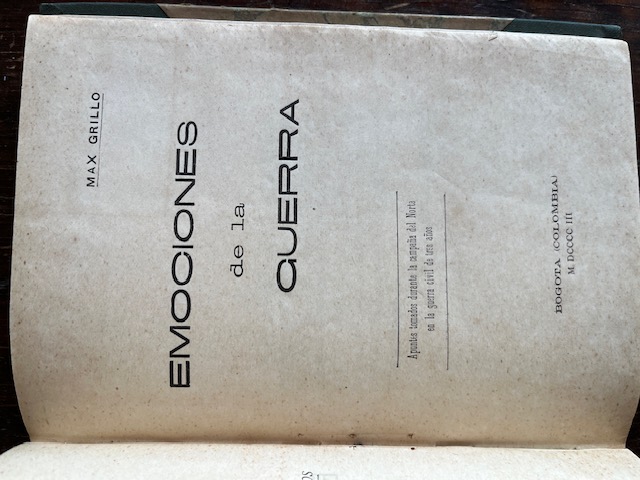 MAX GRILLO
EMOCIONES
de la
GUERRA
Apuntes tomados durante la campaña del Norte
en la guerra civil de tres años
BOGOTA (COLOMBIA)
M. DCCCC III